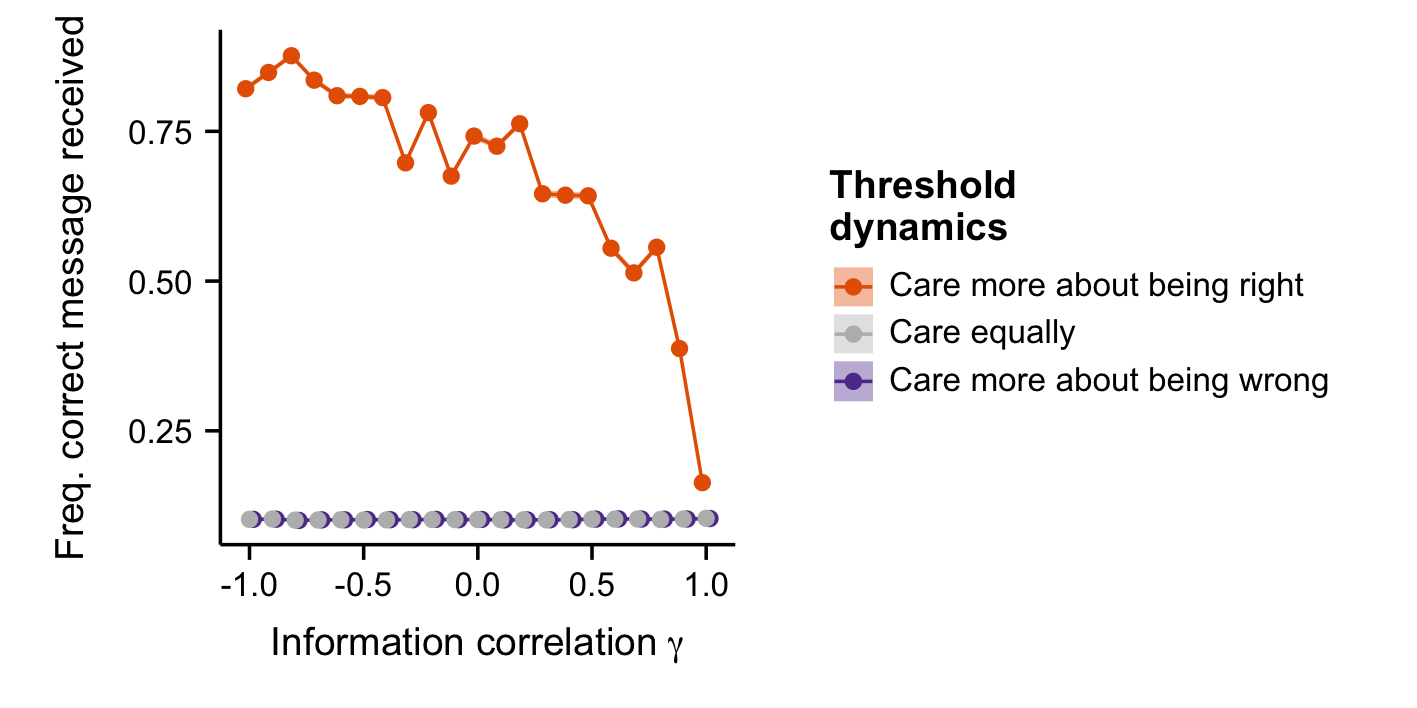 Freq. correct message received
0.75
0.50
0.25
-1.0 -0.5 0.0 0.5 1.0
Information correlation γ
Threshold
dynamics
Care more about being right
Care equally
Care more about being wrong